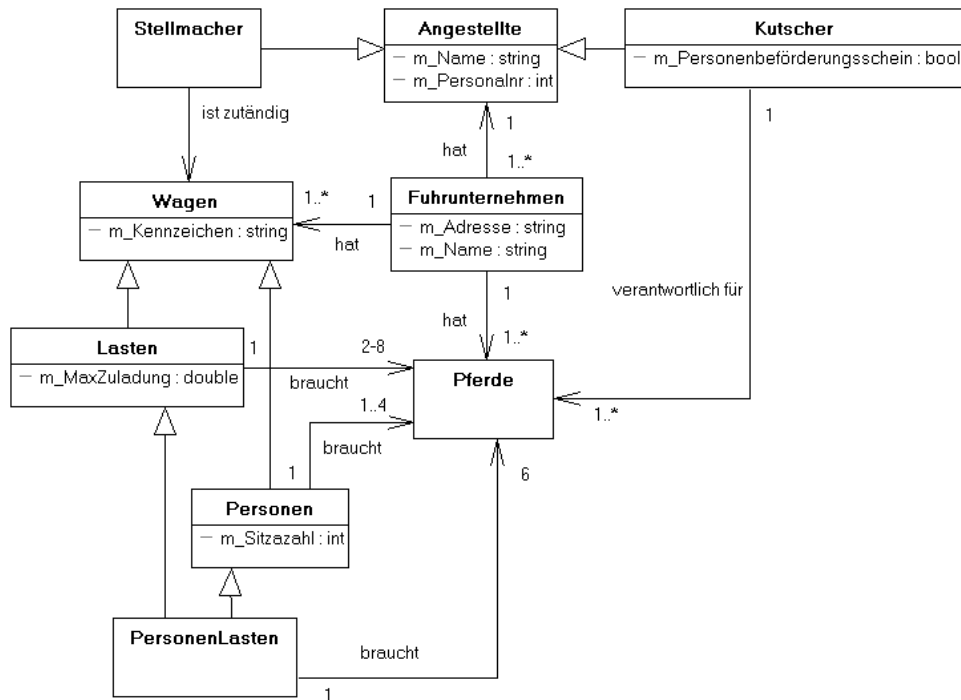 Stellmacher
Angestellte
— m_Name : string
— m_Personalnr : int
Kutscher
— m_Personenbeförderungsschein : bool
ist zutändig
1
hat
1..*
1
Wagen
— m_Kennzeichen : string
1..*
1
hat
Fuhrunternehmen
— m_Adresse : string
— m_Name : string
1
hat
1..*
verantwortlich für
Lasten
— m_MaxZuladung : double
1
2-8
braucht
Pferde
1..4
braucht
1..*
1
6
Personen
— m_Sitzazahl : int
PersonenLasten
braucht
1